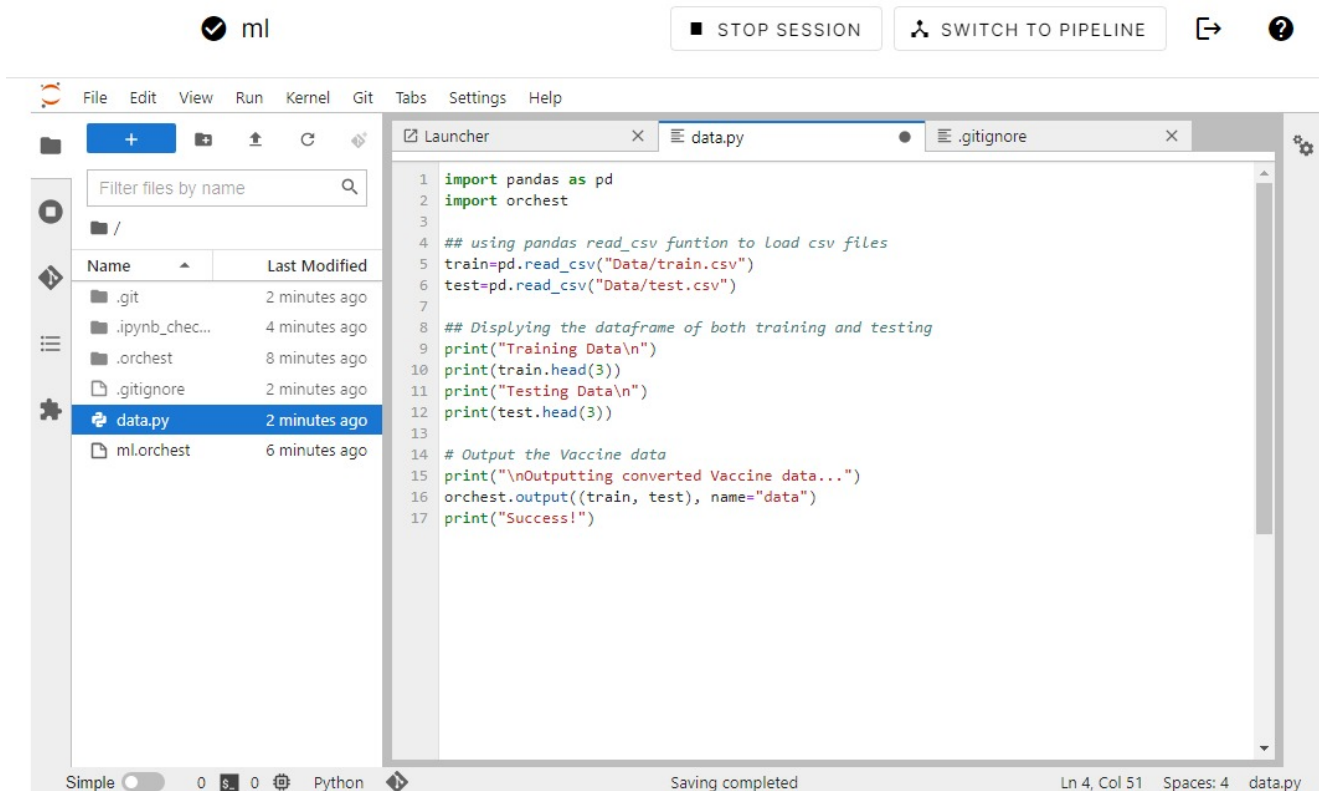 ml
STOP SESSION
SWITCH TO PIPELINE
File Edit View Run Kernel Git Tabs Settings Help
+
Launcher
data.py
.gitignore
Filter files by name
/
Name Last Modified
.git 2 minutes ago
.ipynb_chec... 4 minutes ago
.orchest 8 minutes ago
.gitignore 2 minutes ago
data.py 2 minutes ago
ml.orchest 6 minutes ago
1 import pandas as pd
2 import orchest
3
4 ## using pandas read_csv funtion to load csv files
5 train=pd.read_csv("Data/train.csv")
6 test=pd.read_csv("Data/test.csv")
7
8 ## Displying the dataframe of both training and testing
9 print("Training Data\n")
10 print(train.head(3))
11 print("Testing Data\n")
12 print(test.head(3))
13
14 # Output the Vaccine data
15 print("\nOutputting converted Vaccine data...")
16 orchest.output((train, test), name="data")
17 print("Success!")
Simple 0 $_ 0 Python Saving completed Ln 4, Col 51 Spaces: 4 data.py